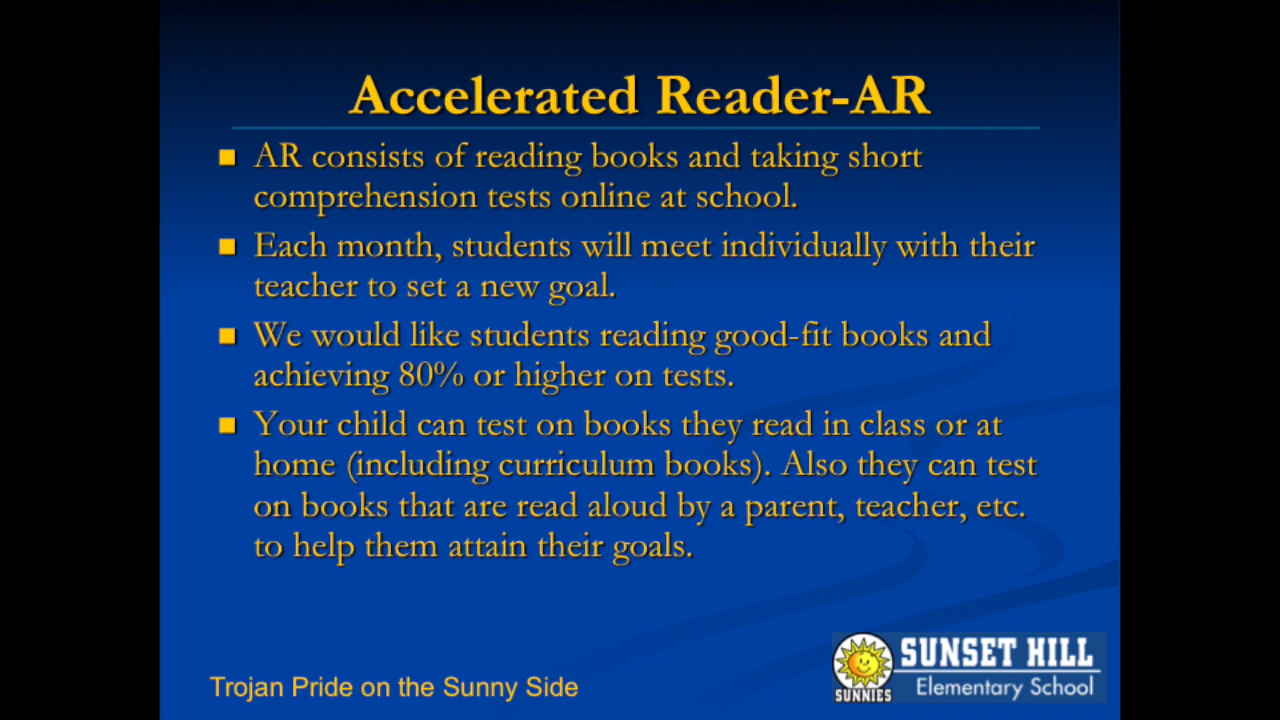 Accelerated Reader-AR
AR consists of reading books and taking short
comprehension tests online at school.
Each month, students will meet individually with their
teacher to set a new goal.
We would like students reading good-fit books and
achieving 80% or higher on tests.
Your child can test on books they read in class or at
home (including curriculum books). Also they can test
on books that are read aloud by a parent, teacher, etc.
to help them attain their goals.
Trojan Pride on the Sunny Side
SUNNIES
SUNSET HILL
Elementary School